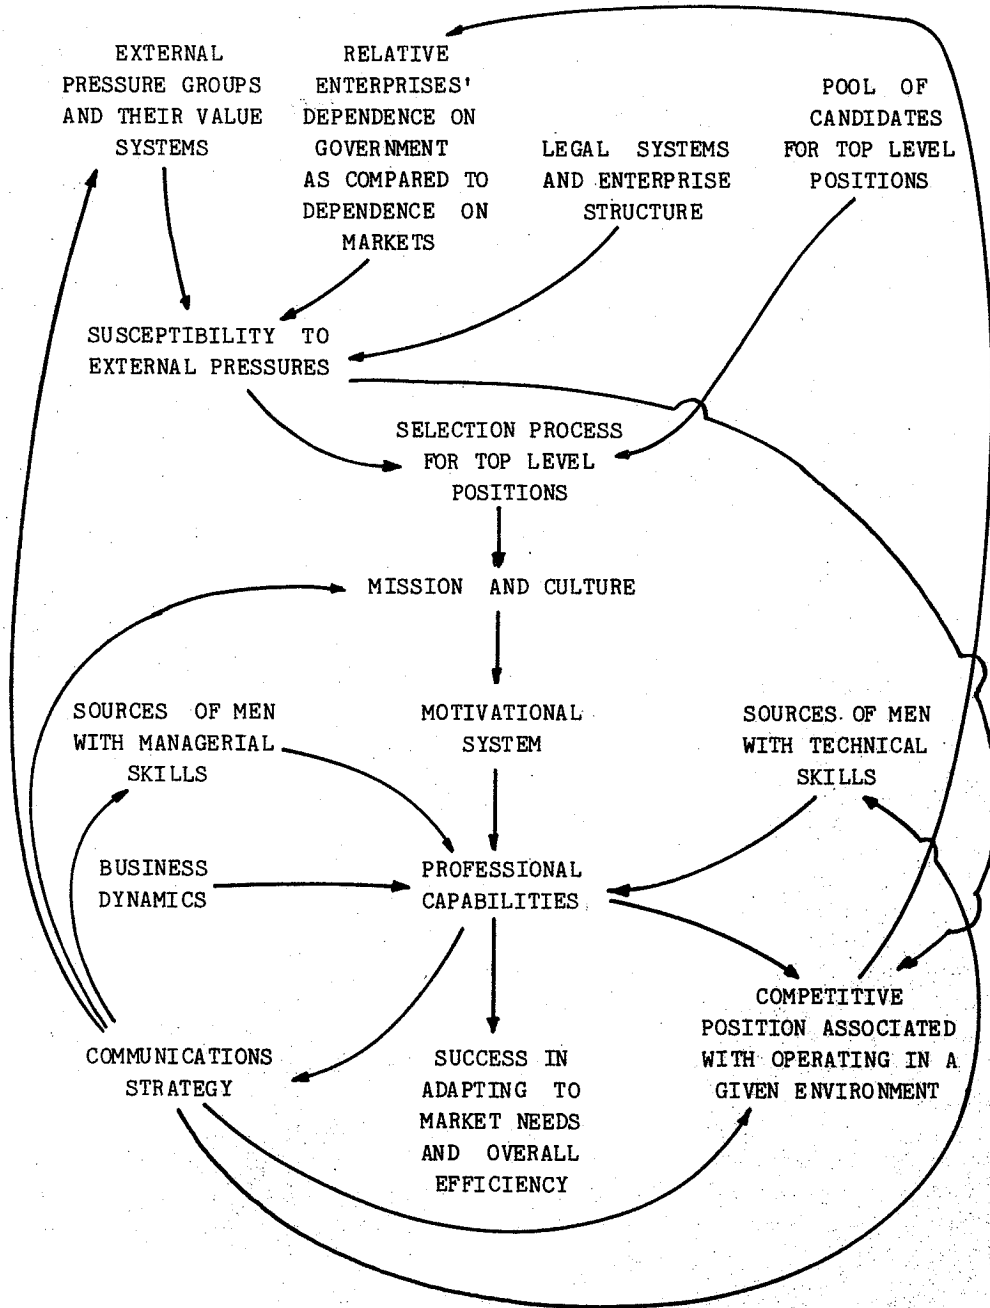 EXTERNAL
PRESSURE GROUPS
AND THEIR VALUE
SYSTEMS
RELATIVE
ENTERPRISES'
DEPENDENCE ON
GOVERNMENT
AS COMPARED TO
DEPENDENCE ON
MARKETS
LEGAL SYSTEMS
AND ENTERPRISE
STRUCTURE
POOL OF
CANDIDATES
FOR TOP LEVEL
POSITIONS
SUSCEPTIBILITY TO
EXTERNAL PRESSURES
SELECTION PROCESS
FOR TOP LEVEL
POSITIONS
MISSION AND CULTURE
SOURCES OF MEN
WITH MANAGERIAL
SKILLS
MOTIVATIONAL
SYSTEM
SOURCES OF MEN
WITH TECHNICAL
SKILLS
BUSINESS
DYNAMICS
PROFESSIONAL
CAPABILITIES
COMPETITIVE
POSITION ASSOCIATED
WITH OPERATING IN A
GIVEN ENVIRONMENT
COMMUNICATIONS
STRATEGY
SUCCESS IN
ADAPTING TO
MARKET NEEDS
AND OVERALL
EFFICIENCY